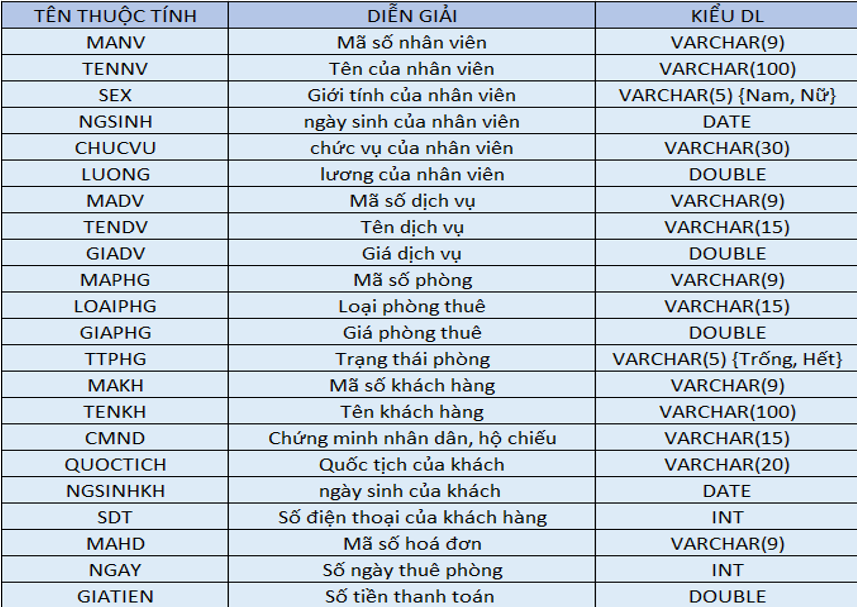 TÊN THUỘC TÍNH DIỄN GIẢI KIỂU DL
MANV Mã số nhân viên VARCHAR(9)
TENNV Tên của nhân viên VARCHAR(100)
SEX Giới tính của nhân viên VARCHAR(5) {Nam, Nữ}
NGSINH ngày sinh của nhân viên DATE
CHUCVU chức vụ của nhân viên VARCHAR(30)
LUONG lương của nhân viên DOUBLE
MADV Mã số dịch vụ VARCHAR(9)
TENDV Tên dịch vụ VARCHAR(15)
GIADV Giá dịch vụ DOUBLE
MAPHG Mã số phòng VARCHAR(9)
LOAIPHG Loại phòng thuê VARCHAR(15)
GIAPHG Giá phòng thuê DOUBLE
TTPHG Trạng thái phòng VARCHAR(5) {Trống, Hết}
MAKH Mã số khách hàng VARCHAR(9)
TENKH Tên khách hàng VARCHAR(100)
CMND Chứng minh nhân dân, hộ chiếu VARCHAR(15)
QUOCTICH Quốc tịch của khách VARCHAR(20)
NGSINHKH ngày sinh của khách DATE
SDT Số điện thoại của khách hàng INT
MAHD Mã số hoá đơn VARCHAR(9)
NGAY Số ngày thuê phòng INT
GIATIEN Số tiền thanh toán DOUBLE